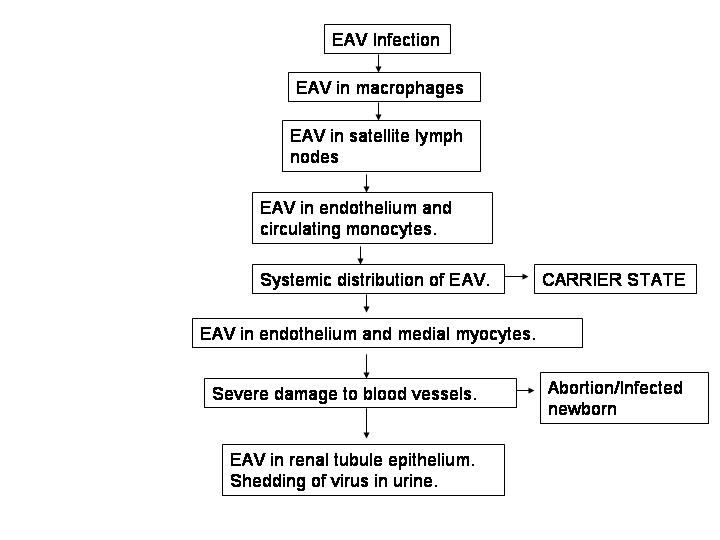 EAV Infection
EAV in macrophages
EAV in satellite lymph
nodes
EAV in endothelium and
circulating monocytes.
Systemic distribution of EAV.
CARRIER STATE
EAV in endothelium and medial myocytes.
Severe damage to blood vessels.
Abortion/Infected
newborn
EAV in renal tubule epithelium.
Shedding of virus in urine.